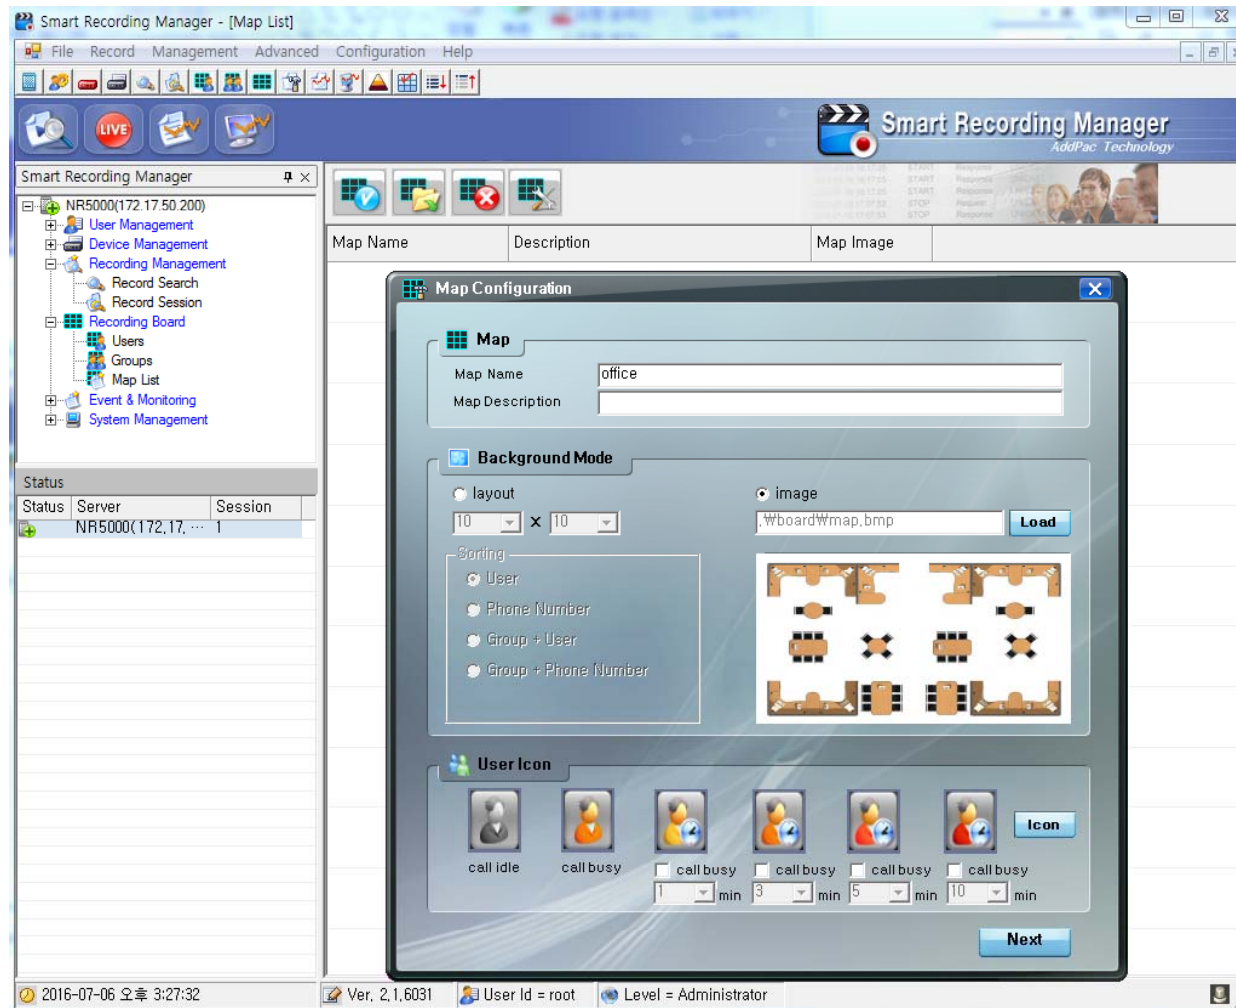 Smart Recording Manager - [Map List]
File Record Management Advanced Configuration Help
LIVE
Smart Recording Manager
AddPac Technology
Smart Recording Manager
NR5000(172.17.50.200)
User Management
Device Management
Recording Management
Record Search
Record Session
Recording Board
Users
Groups
Map List
Event & Monitoring
System Management
Status
Status Server Session
NR5000(172,17, ··· 1
Map Name Description Map Image
Map Configuration
Map
Map Name office
Map Description
Background Mode
layout
10 X 10
Sorting
User
Phone Number
Group + User
Group + Phone Number
image
.₩board₩map.bmp Load
User Icon
Icon
call idle call busy call busy call busy call busy call busy
1 min 3 min 5 min 10 min
Next
2016-07-06 오후 3:27:32 Ver. 2,1,6031 User Id = root Level = Administrator